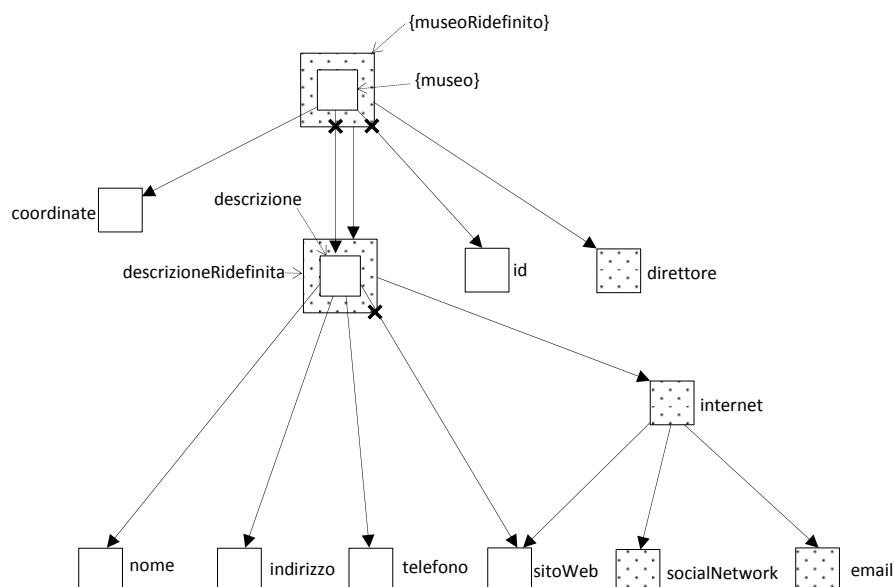 {museoRidefinito}
{museo}
descrizione
coordinate
descrizioneRidefinita
id
direttore
internet
nome
indirizzo
telefono
sitoWeb
socialNetwork
email